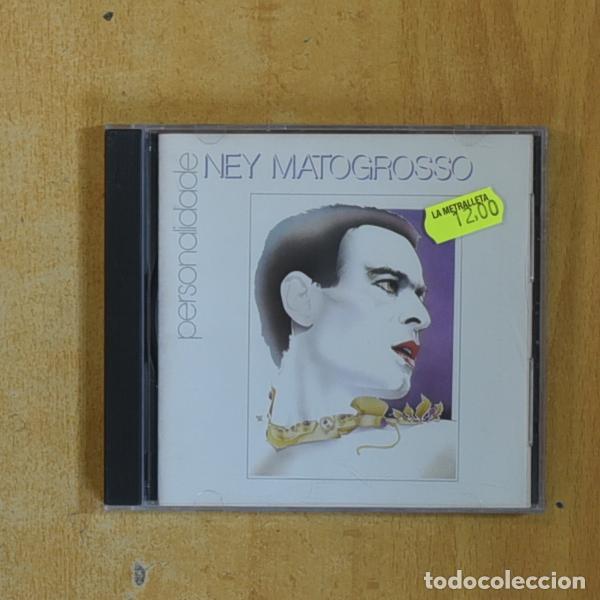 NEY MATOGROSSO
personalidade
LA METRALLETA
12,00
todocoleccion